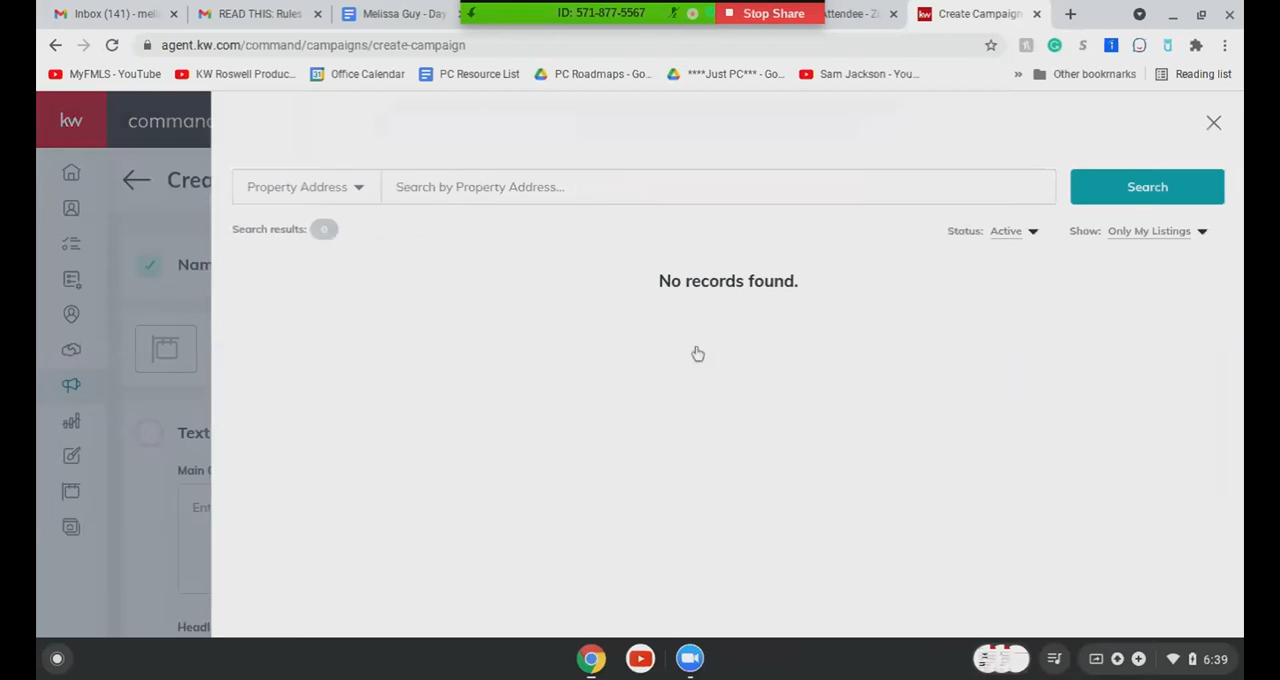 Inbox (141) - meli
READ THIS: Rules
Melissa Guy - Day
ID: 571-877-5567
Stop Share
Attendee - Z
Create Campaign
agent.kw.com/command/campaigns/create-campaign
MyFMLS - YouTube
KW Roswell Produc...
Office Calendar
PC Resource List
PC Roadmaps - Go...
****Just PC*** - Go...
Sam Jackson - You...
»
Other bookmarks
Reading list
kw
command
Crea
Property Address
Search by Property Address...
Search
Search results: 0
Status: Active
Show: Only My Listings
Nam
No records found.
Text
Main C
Ent
Headl
6:39